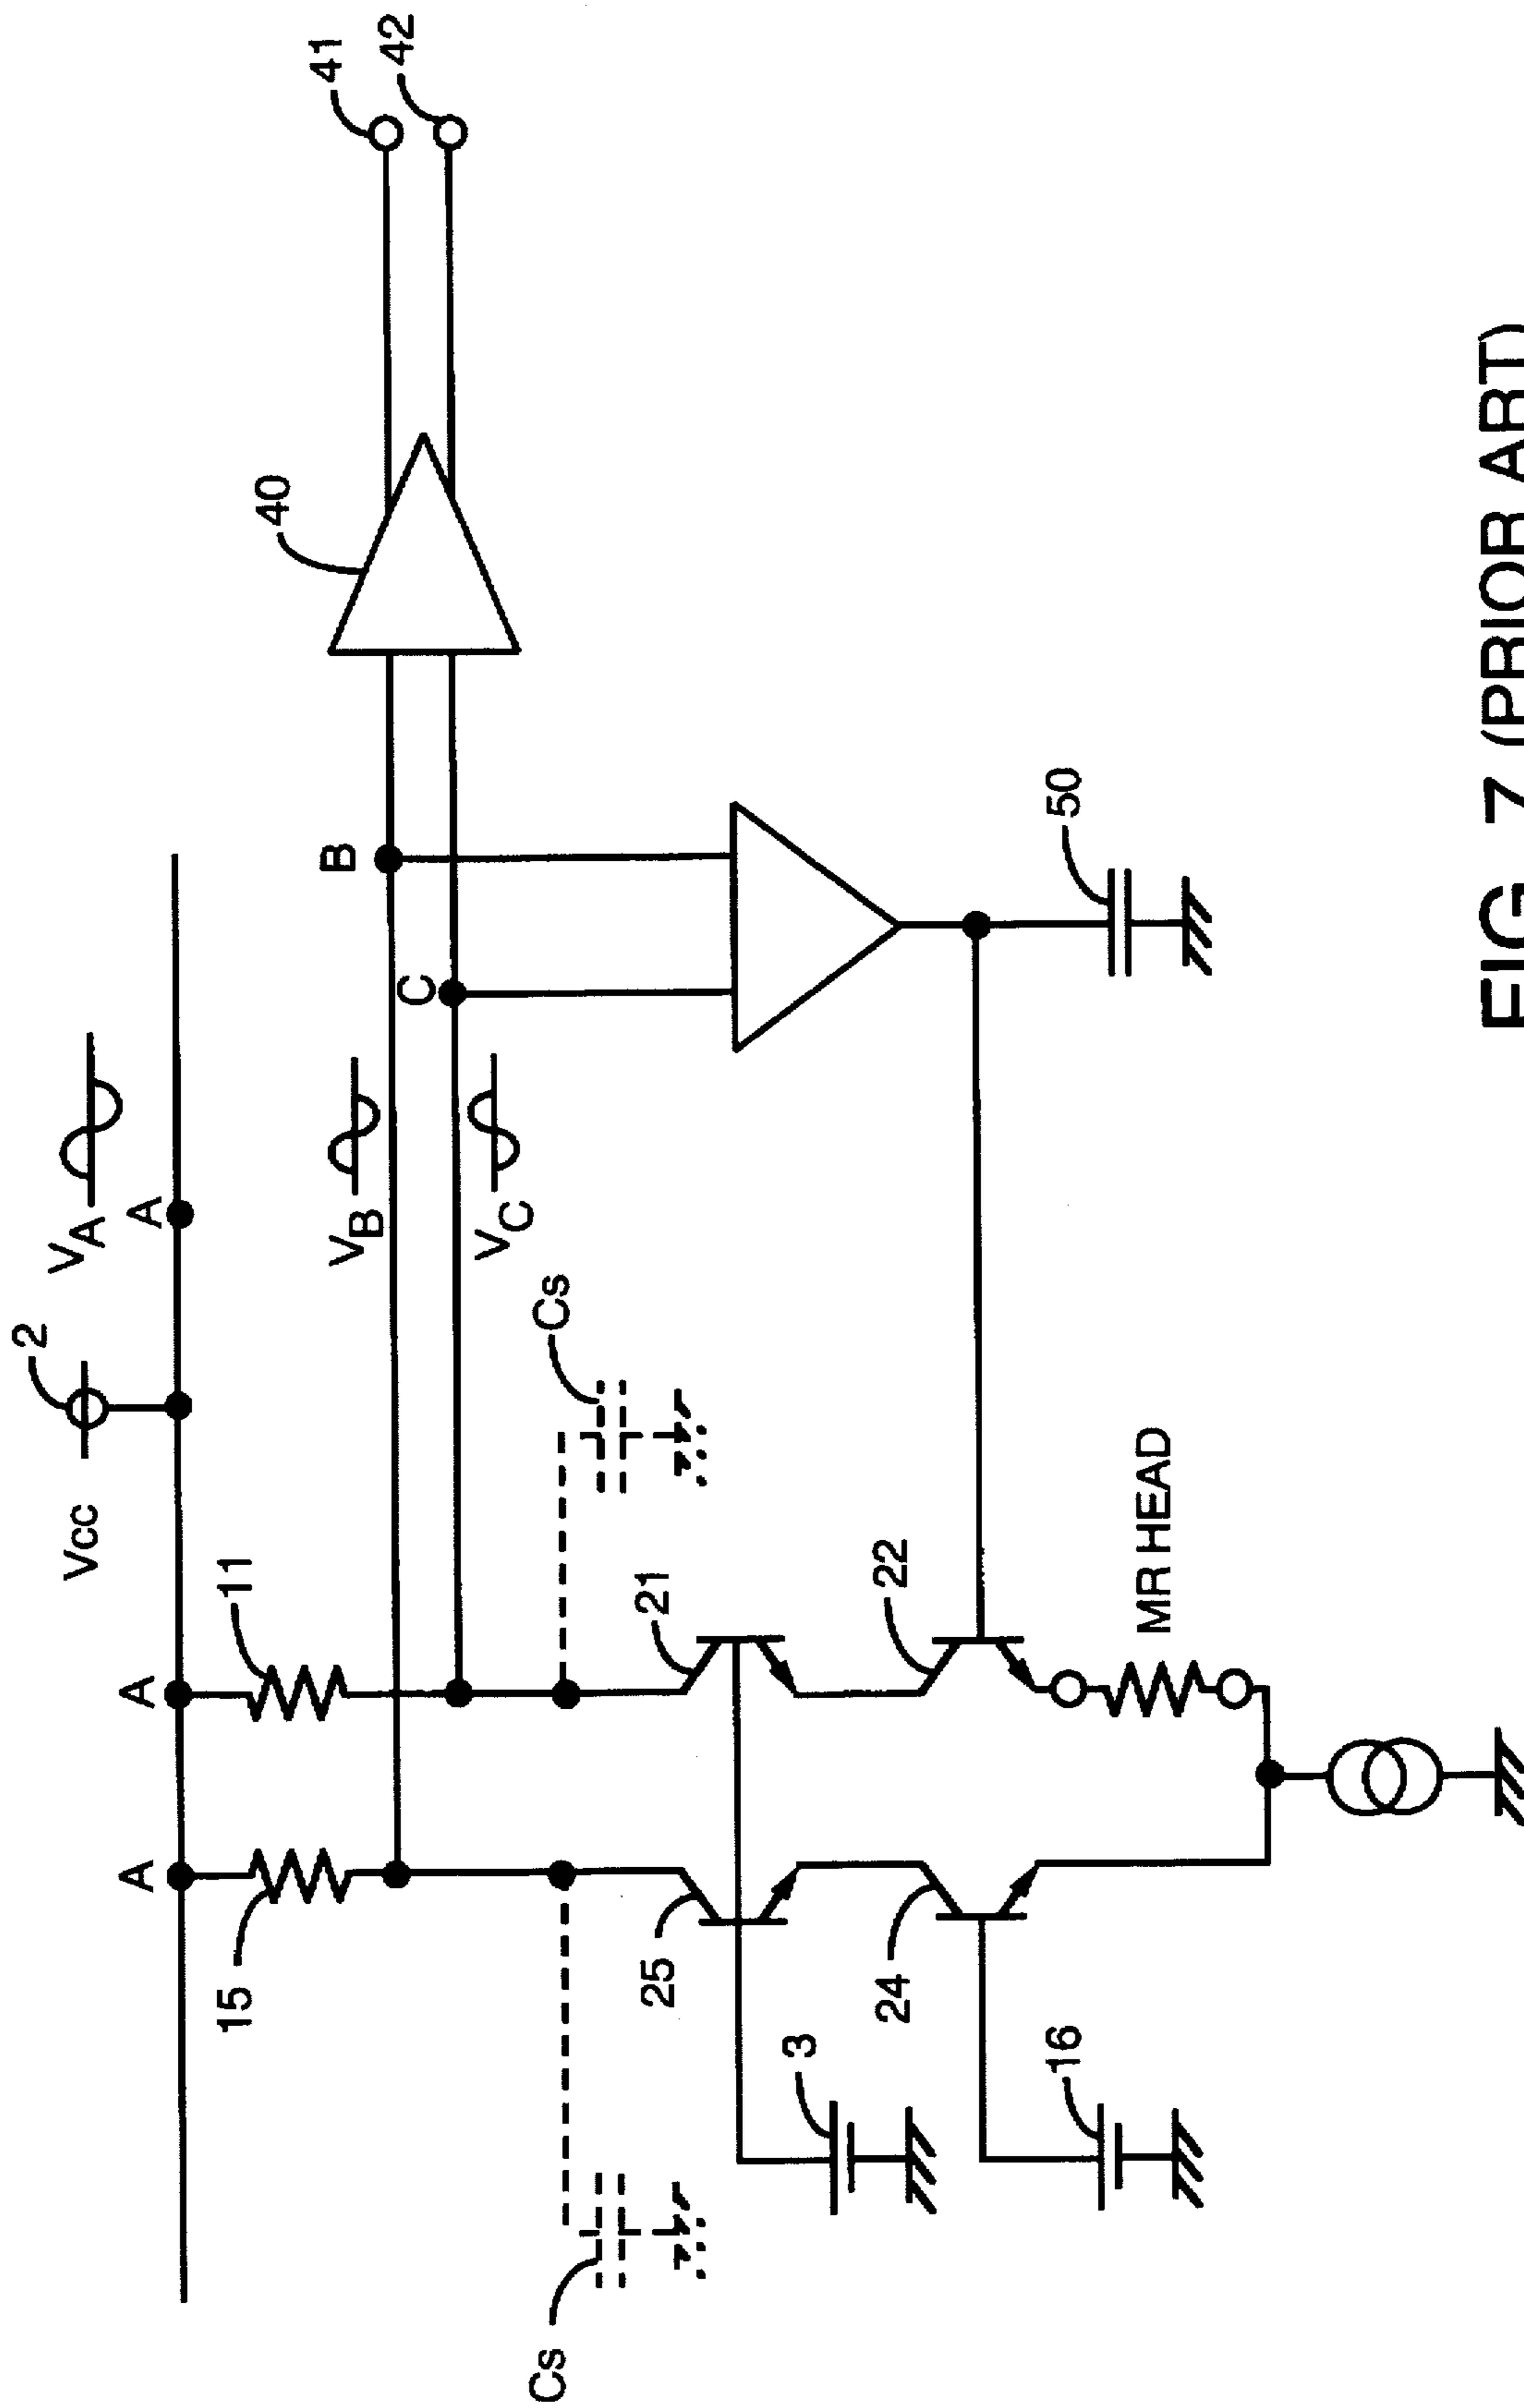 2
Vcc
VA
A
A
A
15
11
40
41
B
VB
42
C
VC
Cs
Cs
25
21
3
24
22
16
50
MR HEAD
FIG. 7 (PRIOR ART)